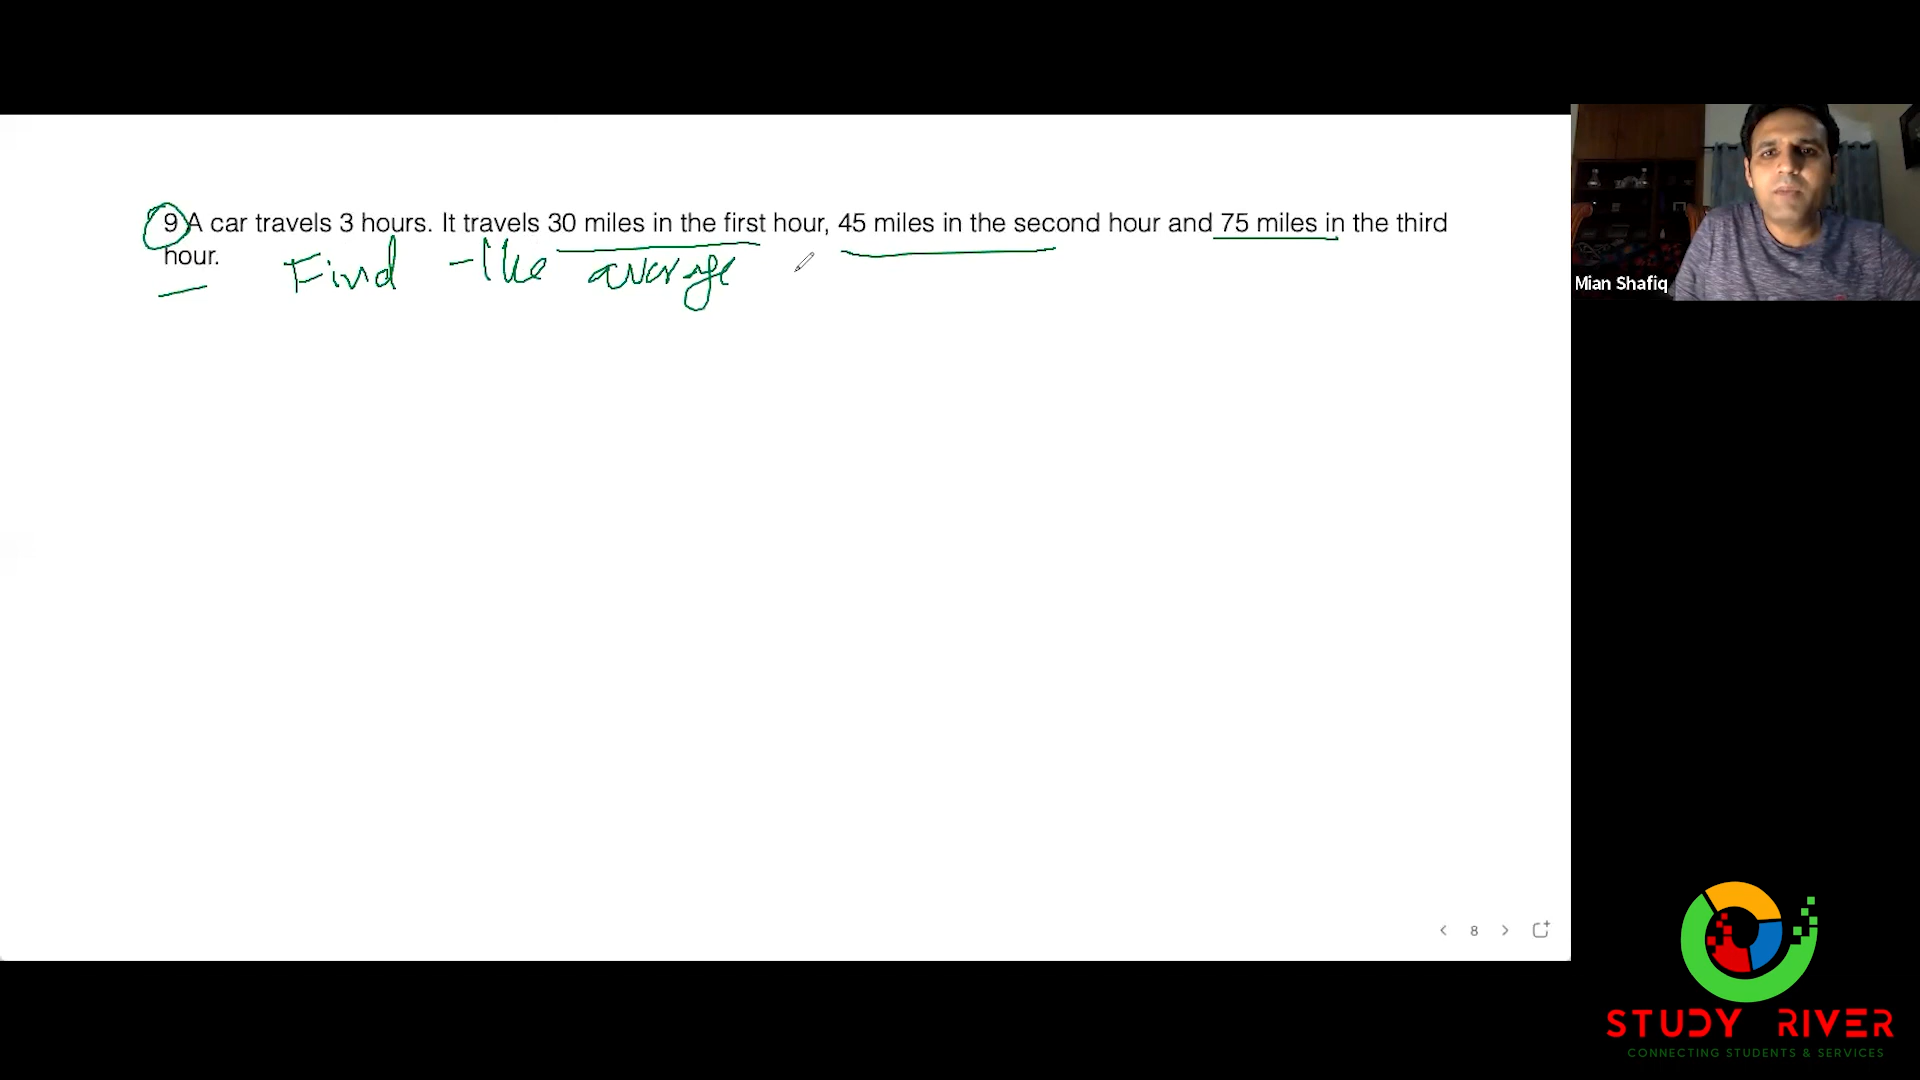 9 A car travels 3 hours. It travels 30 miles in the first hour, 45 miles in the second hour and 75 miles in the third
hour.
Find the average
Mian Shafiq
8
STUDY RIVER
CONNECTING STUDENTS & SERVICES